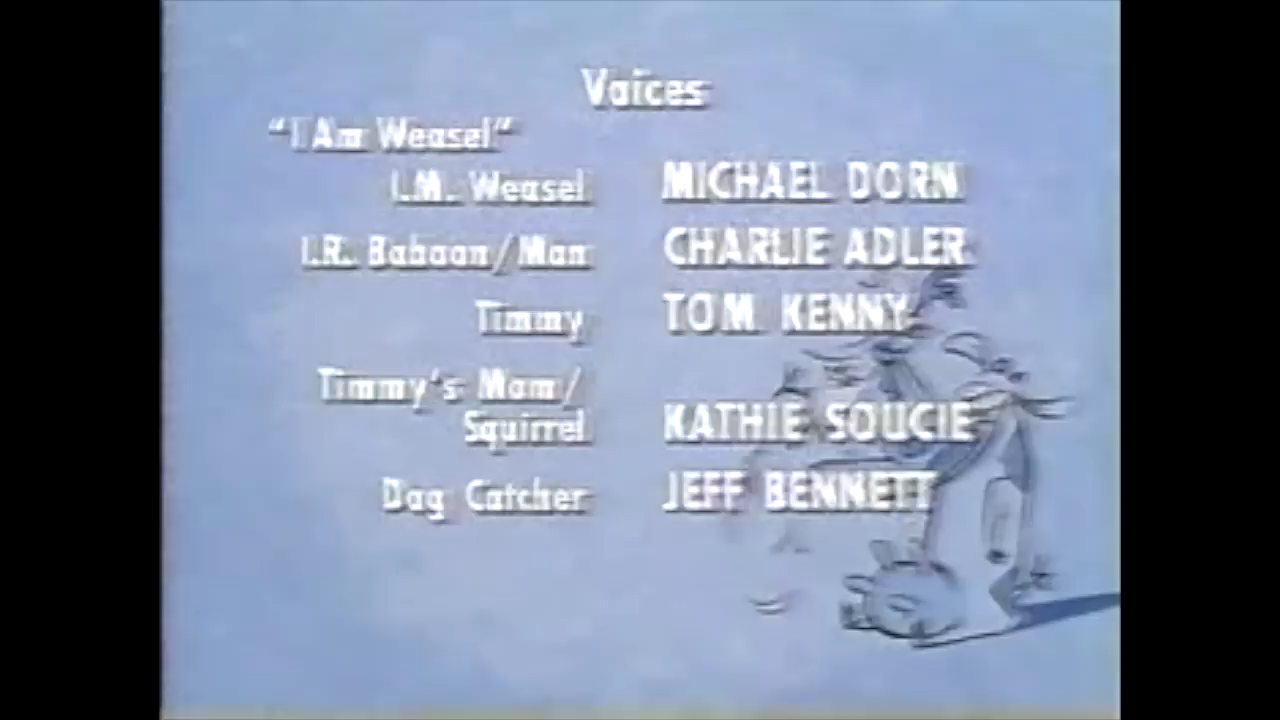 Voices
"I Am Weasel"
I.M. Weasel MICHAEL DORN
I.R. Baboon/Man CHARLIE ADLER
Timmy TOM KENNY
Timmy's Mom/
Squirrel KATHIE SOUCIE
Dog Catcher JEFF BENNETT